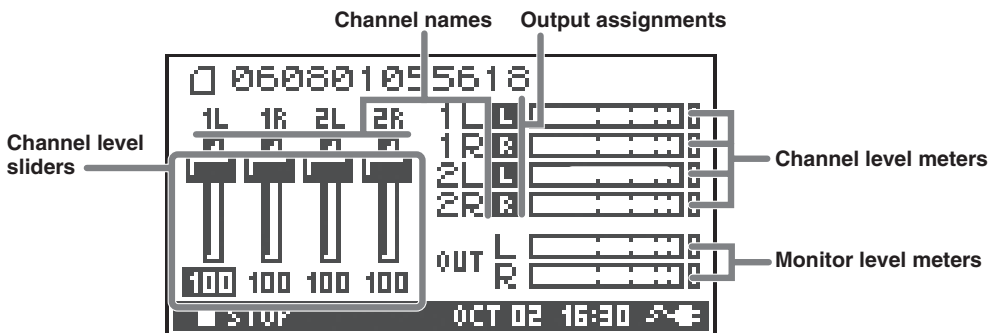 Channel names Output assignments
060801055618
1L 1R 2L 2R
1L L
1R R
2L L
2R R
Channel level sliders
Channel level meters
OUT L
R
Monitor level meters
100 100 100 100
STOP OCT 02 16:30